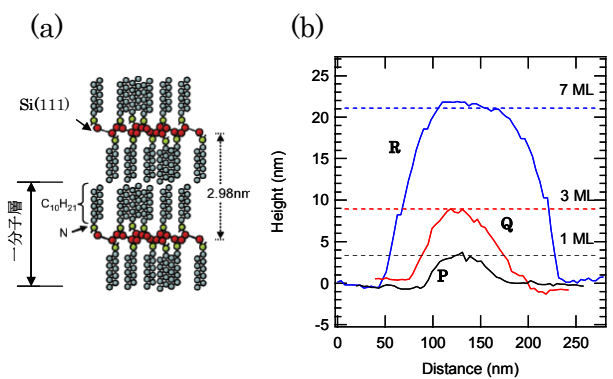 (a)
Si(111)
2.98nm
一分子層
C10H21
N
(b)
Height (nm)
25
20
15
10
5
0
-5
7 ML
3 ML
1 ML
R
Q
P
0
50
100
150
200
250
Distance (nm)